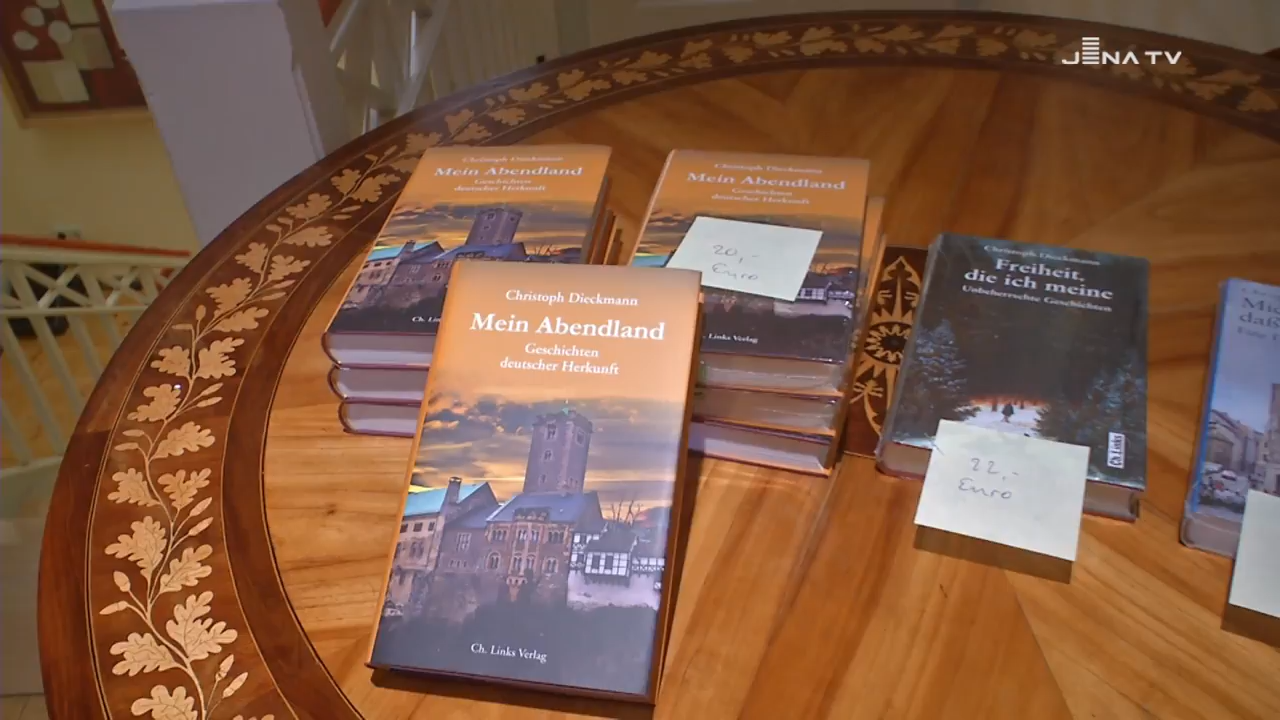 JENA TV
Christoph Dieckmann
Mein Abendland
Geschichten
deutscher Herkunft
Christoph Dieckmann
Mein Abendland
Geschichten
deutscher Herkunft
20,-
Euro
Links Verlag
Christoph Dieckmann
Freiheit,
die ich meine
Unbeherrschte Geschichten
Ch. Links
22,-
Euro
Christoph Dieckmann
Mein Abendland
Geschichten
deutscher Herkunft
Ch. Links Verlag